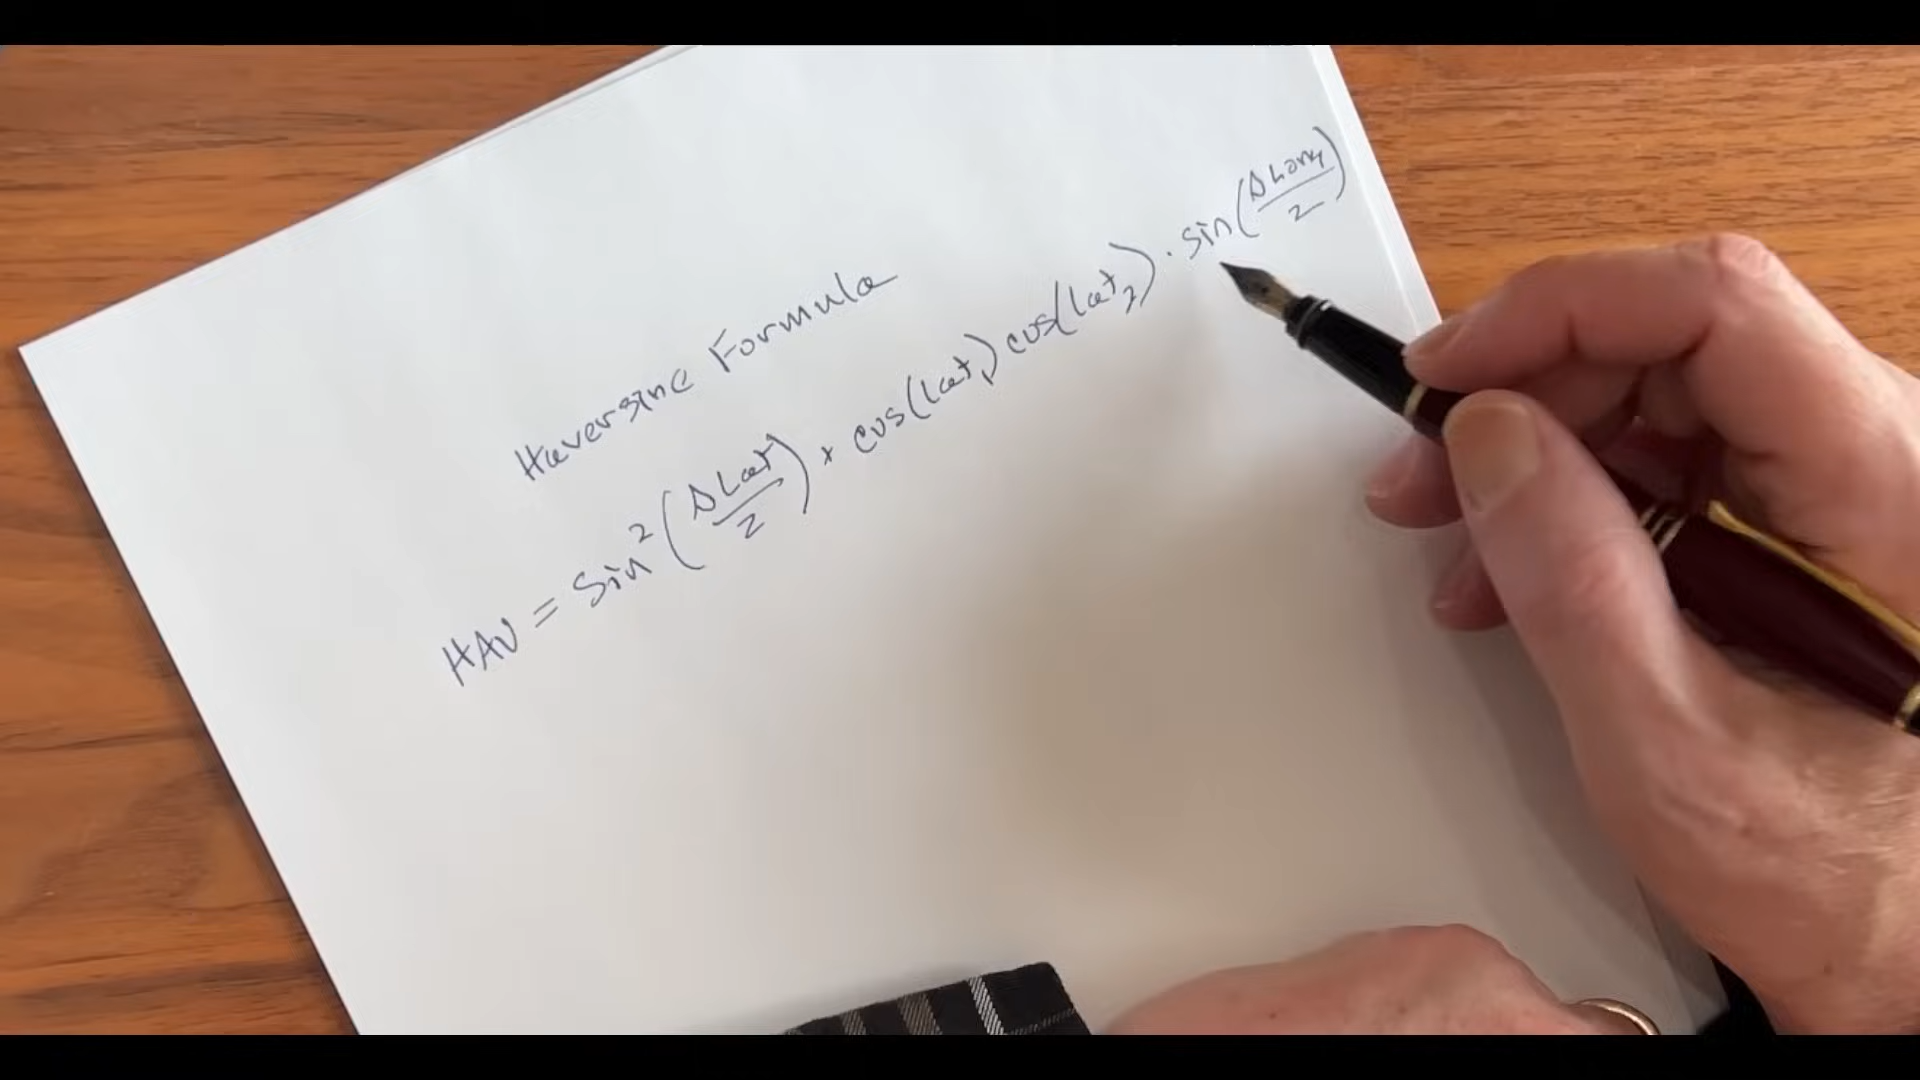 Haversine Formula
HAV = Sin² (ΔLat/2) x cos(Lat₁) cos(Lat₂) · sin(ΔLong/2)